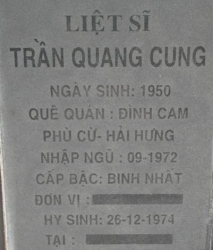 LIỆT SĨ
TRẦN QUANG CUNG
NGÀY SINH: 1950
QUÊ QUÁN : ĐÌNH CAM
PHÙ CỪ- HẢI HƯNG
NHẬP NGŨ : 09-1972
CẤP BẬC: BINH NHẤT
ĐƠN VỊ :
HY SINH: 26-12-1974
TẠI :